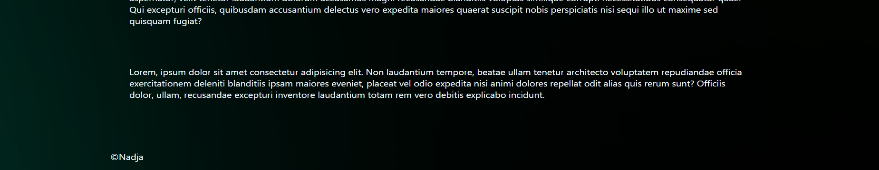 Qui excepturi officiis, quibusdam accusantium delectus vero expedita maiores quaerat suscipit nobis perspiciatis nisi sequi illo ut maxime sed
quisquam fugiat?
Lorem, ipsum dolor sit amet consectetur adipisicing elit. Non laudantium tempore, beatae ullam tenetur architecto voluptatem repudiandae officia
exercitationem deleniti blanditiis ipsam maiores eveniet, placeat vel odio expedita nisi animi dolores repellat odit alias quis rerum sunt? Officiis
dolor, ullam, recusandae excepturi inventore laudantium totam rem vero debitis explicabo incidunt.
©Nadja